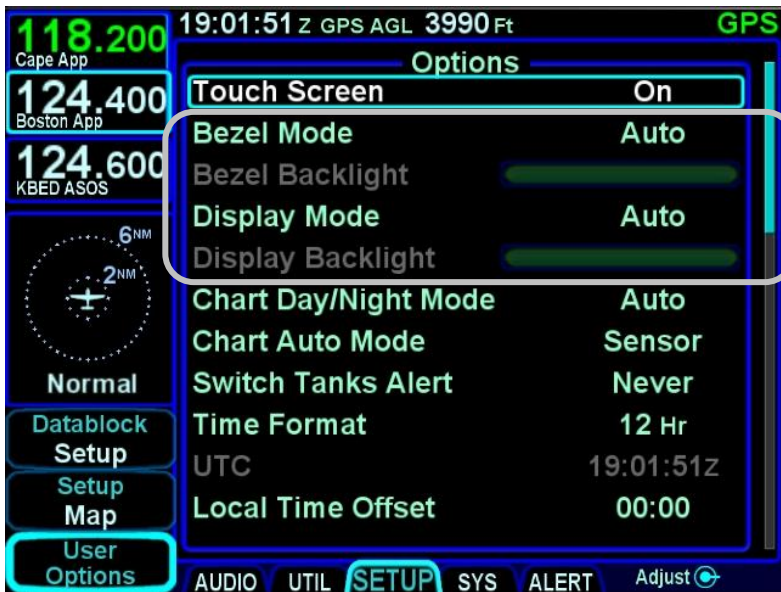 118.200
Cape App
124.400
Boston App
124.600
KBED ASOS
6NM
2NM
Normal
Datablock
Setup
Setup
Map
User
Options
19:01:51 Z GPS AGL 3990 Ft GPS
Options
Touch Screen On
Bezel Mode Auto
Bezel Backlight
Display Mode Auto
Display Backlight
Chart Day/Night Mode Auto
Chart Auto Mode Sensor
Switch Tanks Alert Never
Time Format 12 Hr
UTC 19:01:51Z
Local Time Offset 00:00
AUDIO UTIL SETUP SYS ALERT Adjust